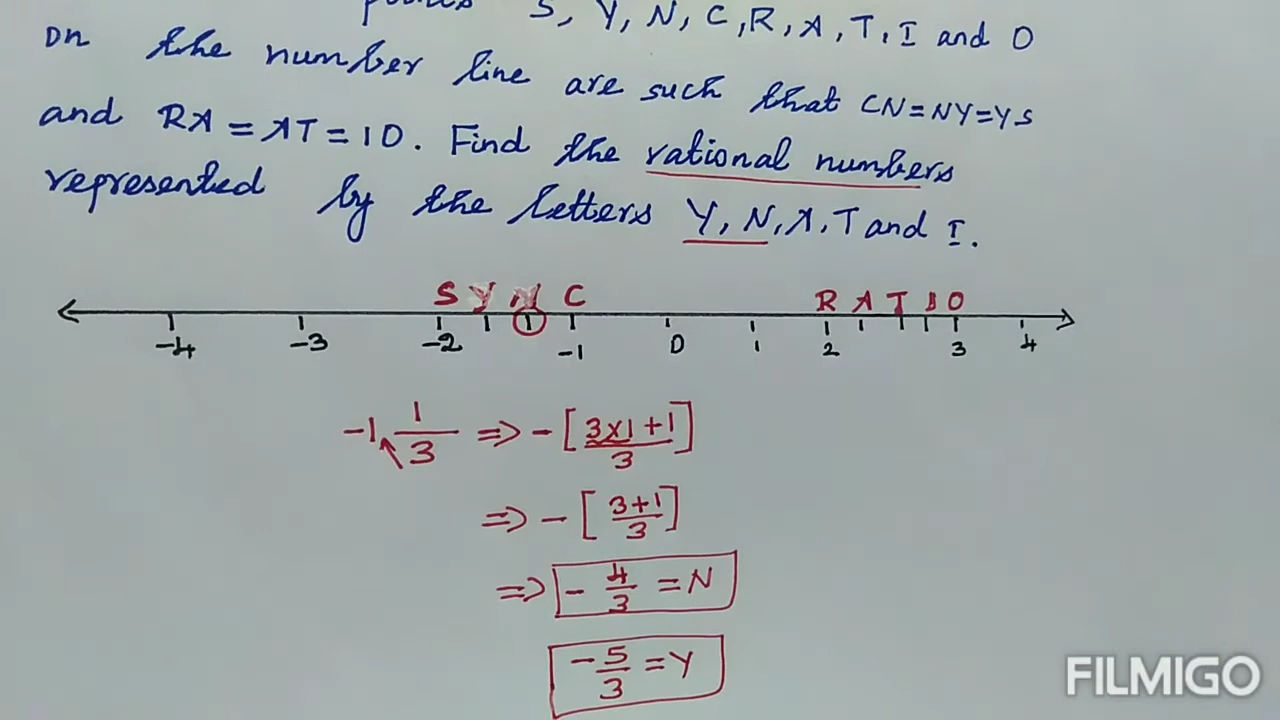 points S, Y, N, C, R, A, T, I and O
on the number line are such that CN=NY=YS
and RA = AT = IO. Find the rational numbers
represented by the letters Y, N, A, T and I.
S Y N C R A T I O
-4 -3 -2 -1 0 1 2 3 4
-1 1/3 => - [3x1+1/3]
=> - [3+1/3]
=> - 4/3 = N
- 5/3 = Y
FILMIGO